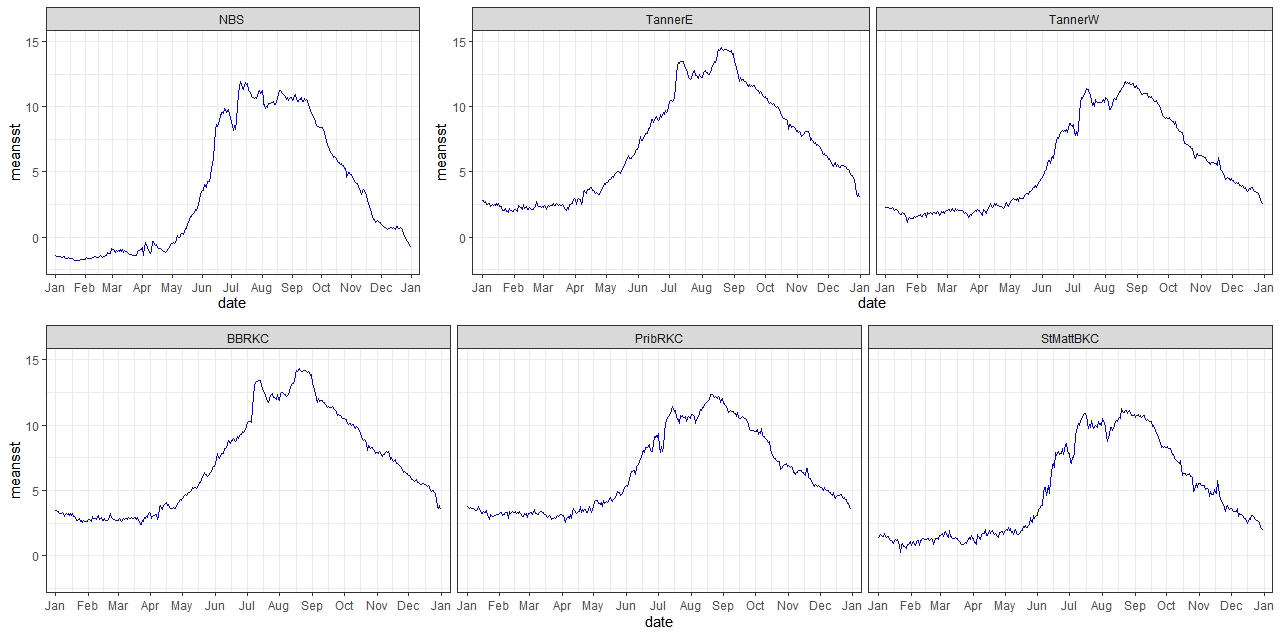 NBS TannerE TannerW
meansst 15 10 5 0
meansst 15 10 5 0
Jan Feb Mar Apr May Jun Jul Aug Sep Oct Nov Dec Jan Jan Feb Mar Apr May Jun Jul Aug Sep Oct Nov Dec Jan Jan Feb Mar Apr May Jun Jul Aug Sep Oct Nov Dec Jan
date date
BBRKC PribRKC StMattBKC
meansst 15 10 5 0
Jan Feb Mar Apr May Jun Jul Aug Sep Oct Nov Dec Jan Jan Feb Mar Apr May Jun Jul Aug Sep Oct Nov Dec Jan Jan Feb Mar Apr May Jun Jul Aug Sep Oct Nov Dec Jan
date date